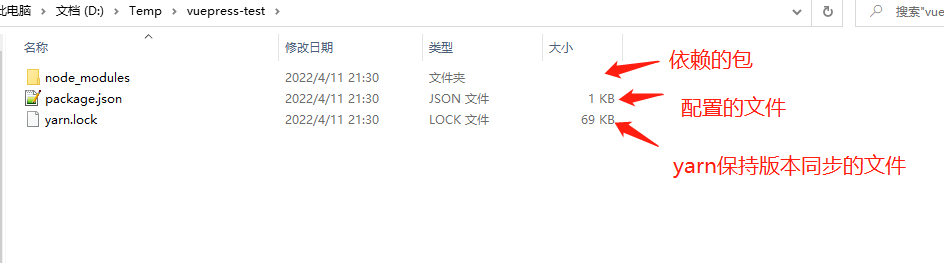 此电脑 > 文档 (D:) > Temp > vuepress-test >
搜索"vue
名称 修改日期 类型 大小
node_modules 2022/4/11 21:30 文件夹
package.json 2022/4/11 21:30 JSON 文件 1 KB
yarn.lock 2022/4/11 21:30 LOCK 文件 69 KB
依赖的包
配置的文件
yarn保持版本同步的文件